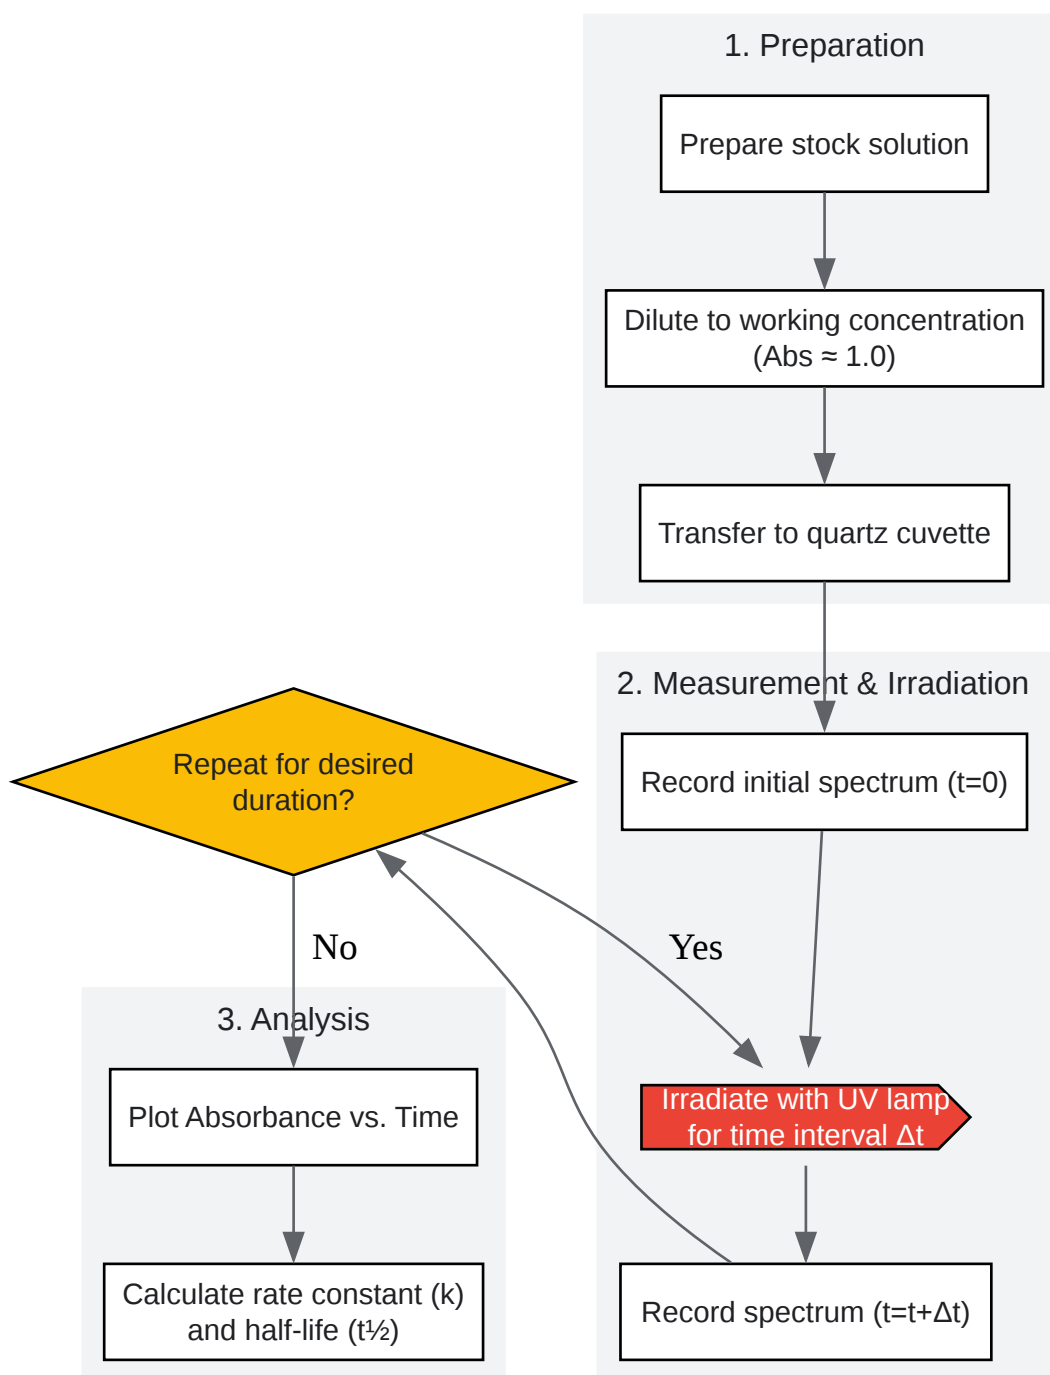 1. Preparation
Prepare stock solution
Dilute to working concentration
(Abs ≈ 1.0)
Transfer to quartz cuvette
2. Measurement & Irradiation
Record initial spectrum (t=0)
Repeat for desired
duration?
No
Yes
Irradiate with UV lamp
for time interval Δt
Record spectrum (t=t+Δt)
3. Analysis
Plot Absorbance vs. Time
Calculate rate constant (k)
and half-life (t½)